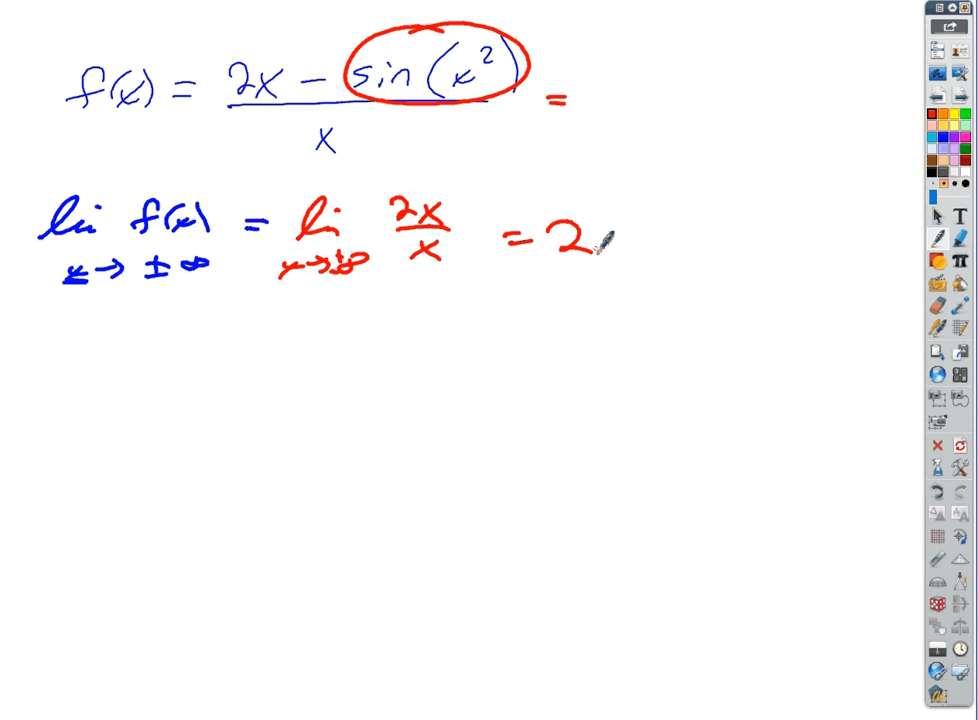 f(x) = 2x - sin(x²) / x =
lim f(x) = lim 2x/x = 2
x → ±∞ x → ±∞